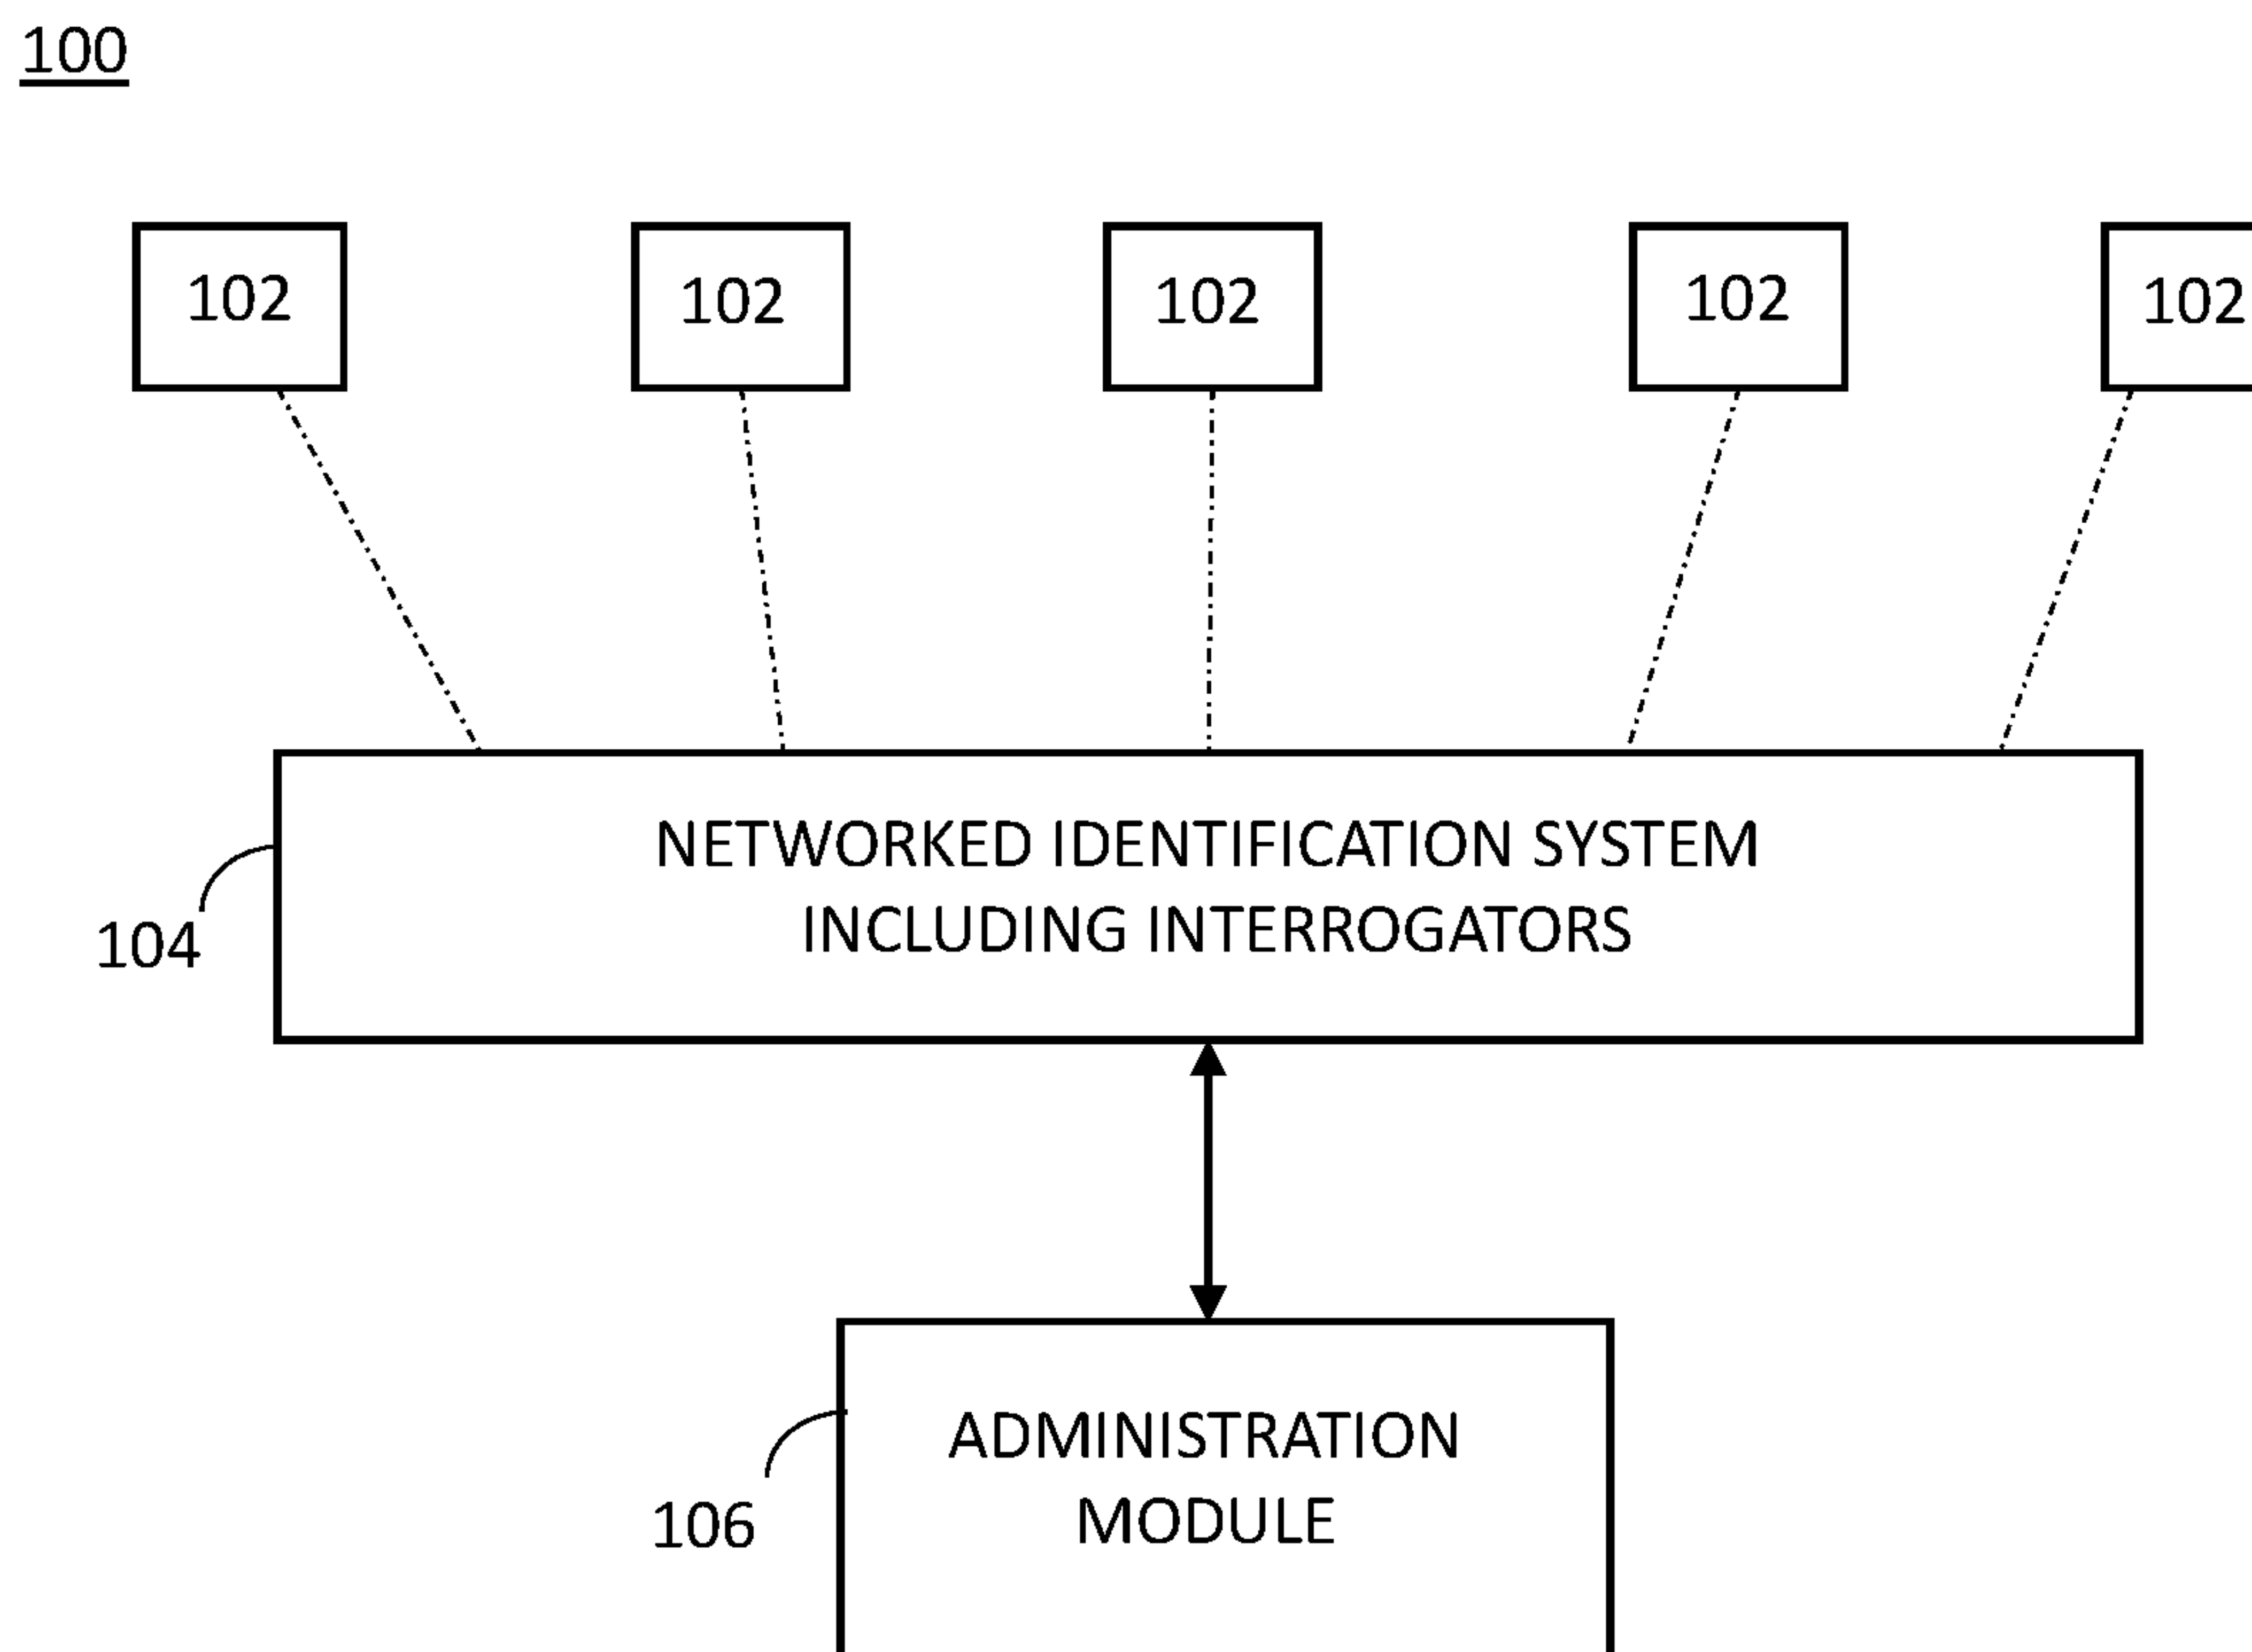 100
102 102 102 102 102
NETWORKED IDENTIFICATION SYSTEM
INCLUDING INTERROGATORS
104
ADMINISTRATION
MODULE
106